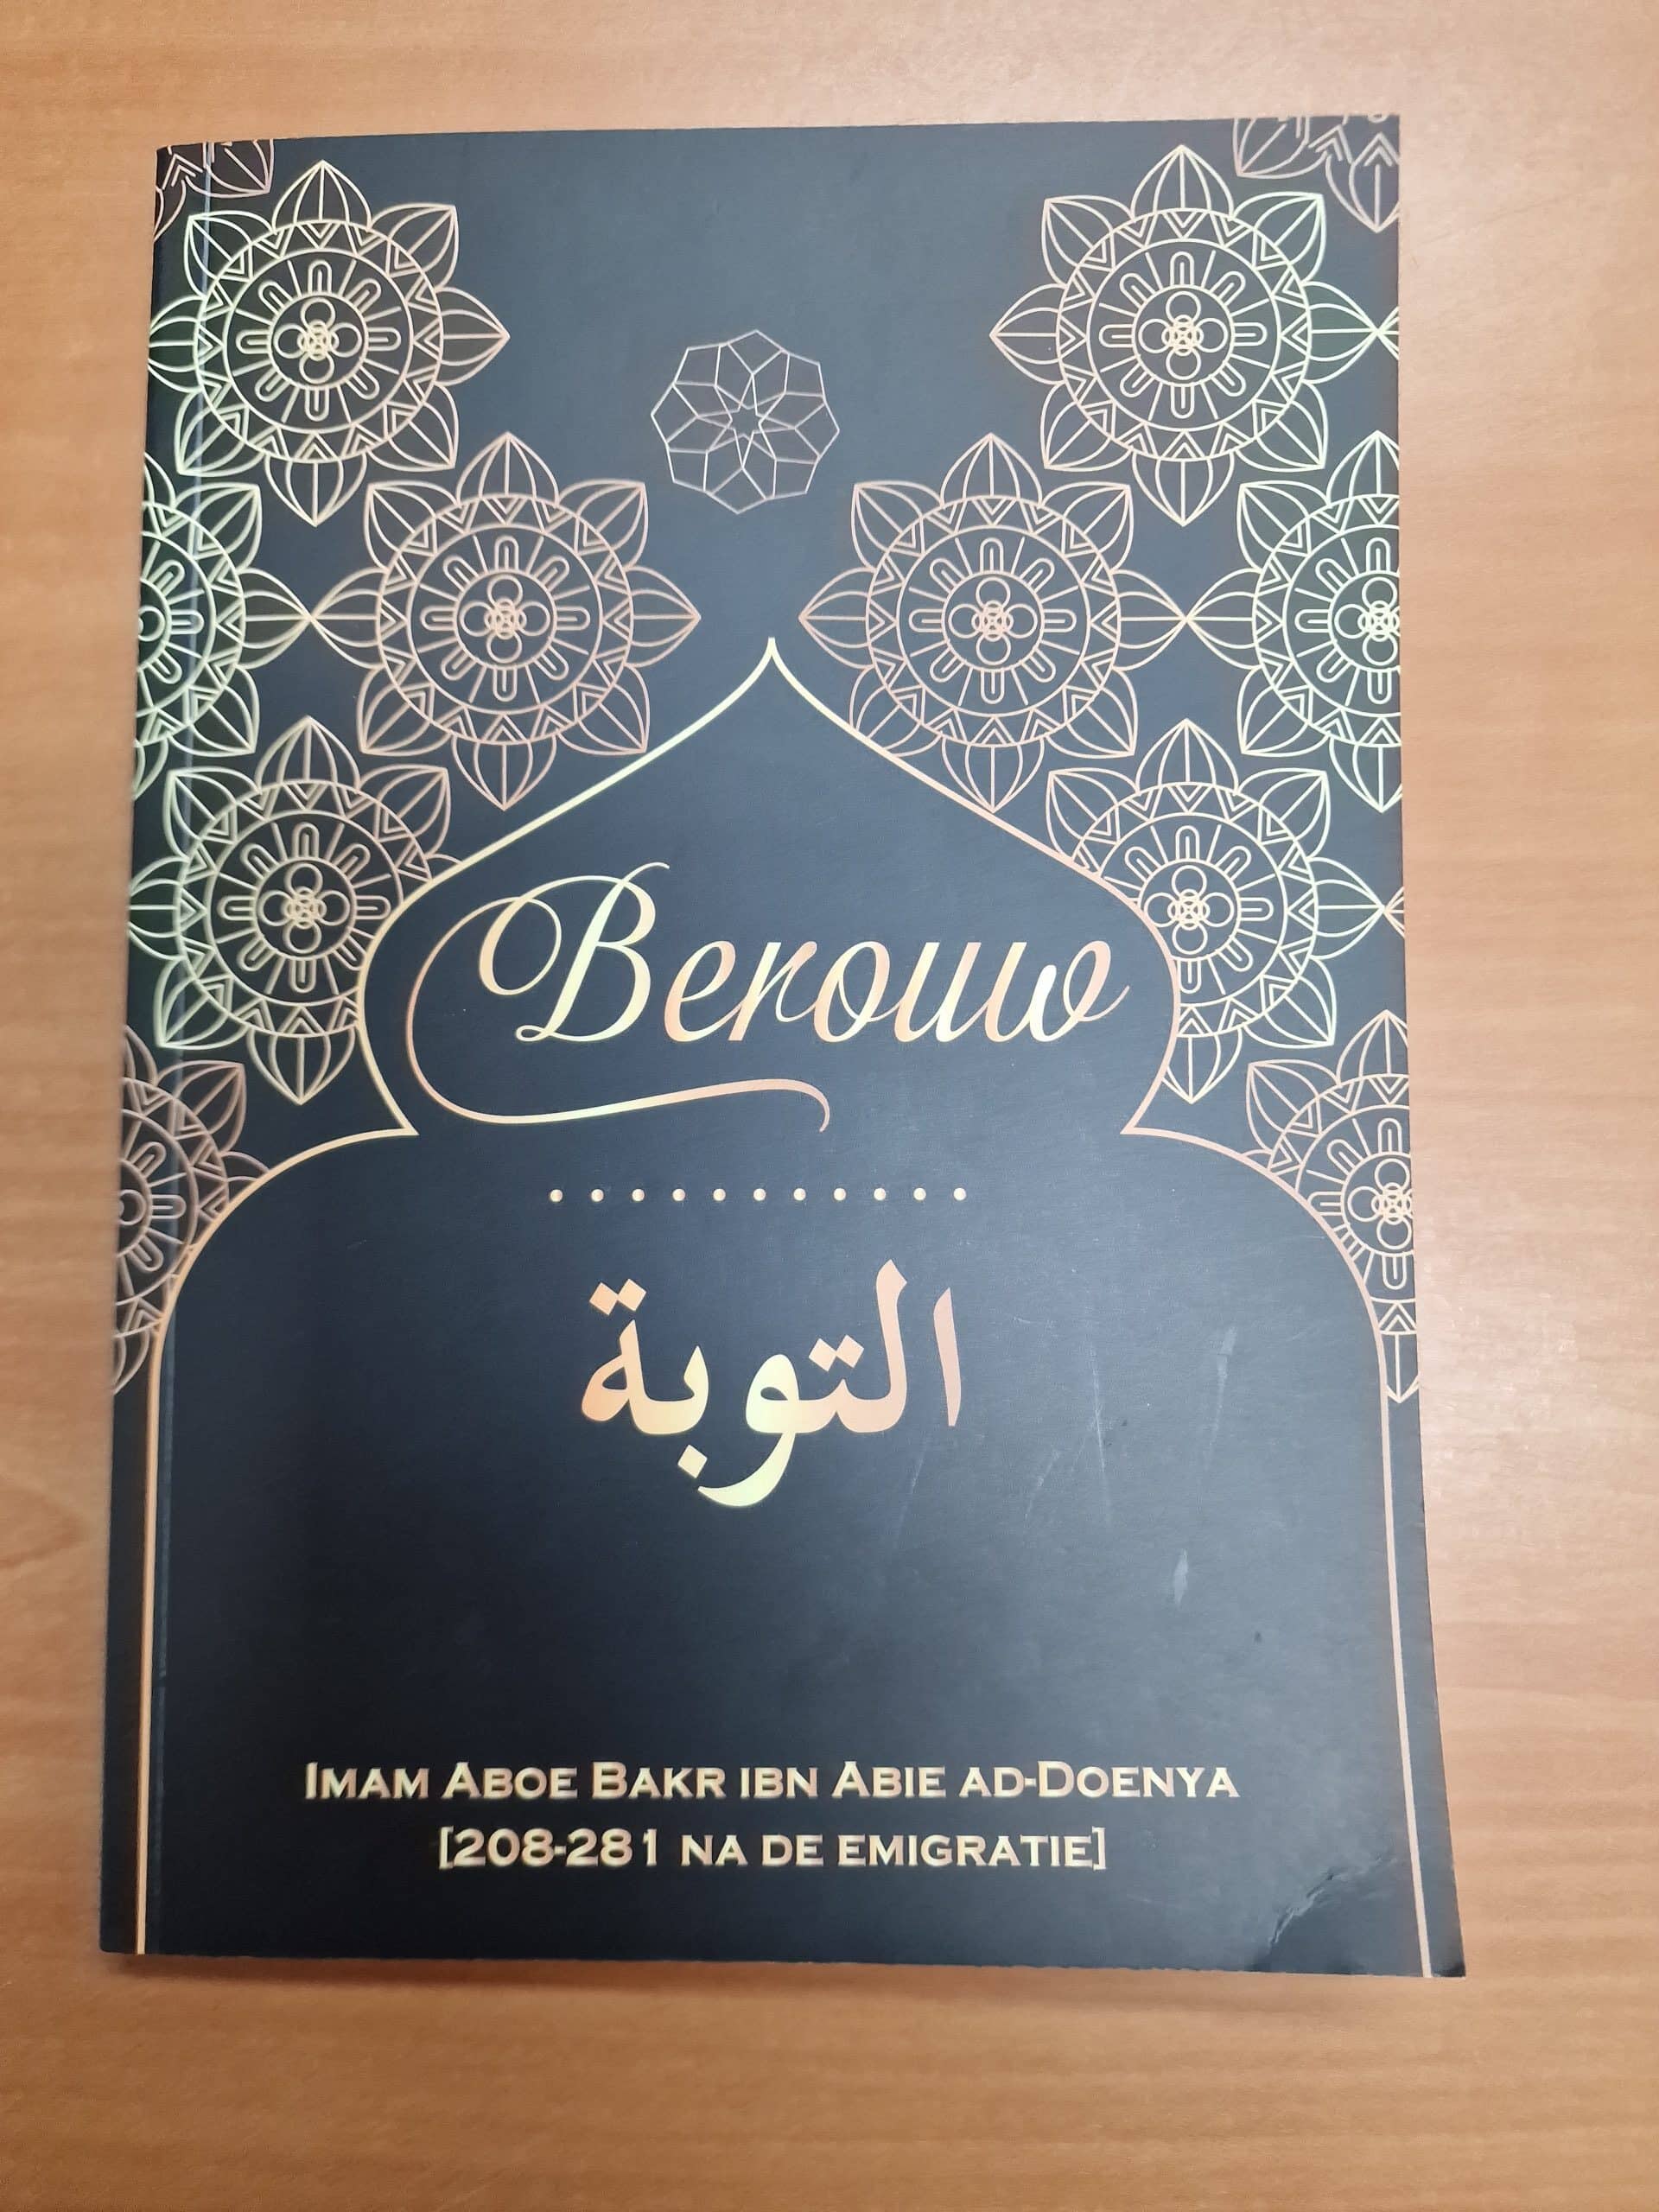 Berouw
التوبة
Imam Aboe Bakr ibn Abie ad-Doenya
[208-281 na de emigratie]